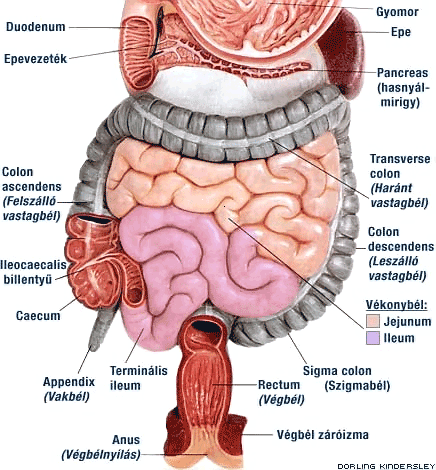 Duodenum
Epevezeték
Gyomor
Epe
Pancreas
(hasnyál-
mirigy)
Colon
ascendens
(Felszálló
vastagbél)
Transverse
colon
(Haránt
vastagbél)
Colon
descendens
(Leszálló
vastagbél)
Ileocaecalis
billentyű
Caecum
Vékonybél:
Jejunum
Ileum
Appendix
(Vakbél)
Terminális
ileum
Rectum
(Végbél)
Sigma colon
(Szigmabél)
Anus
(Végbélnyílás)
Végbél záróizma
DORLING KINDERSLEY